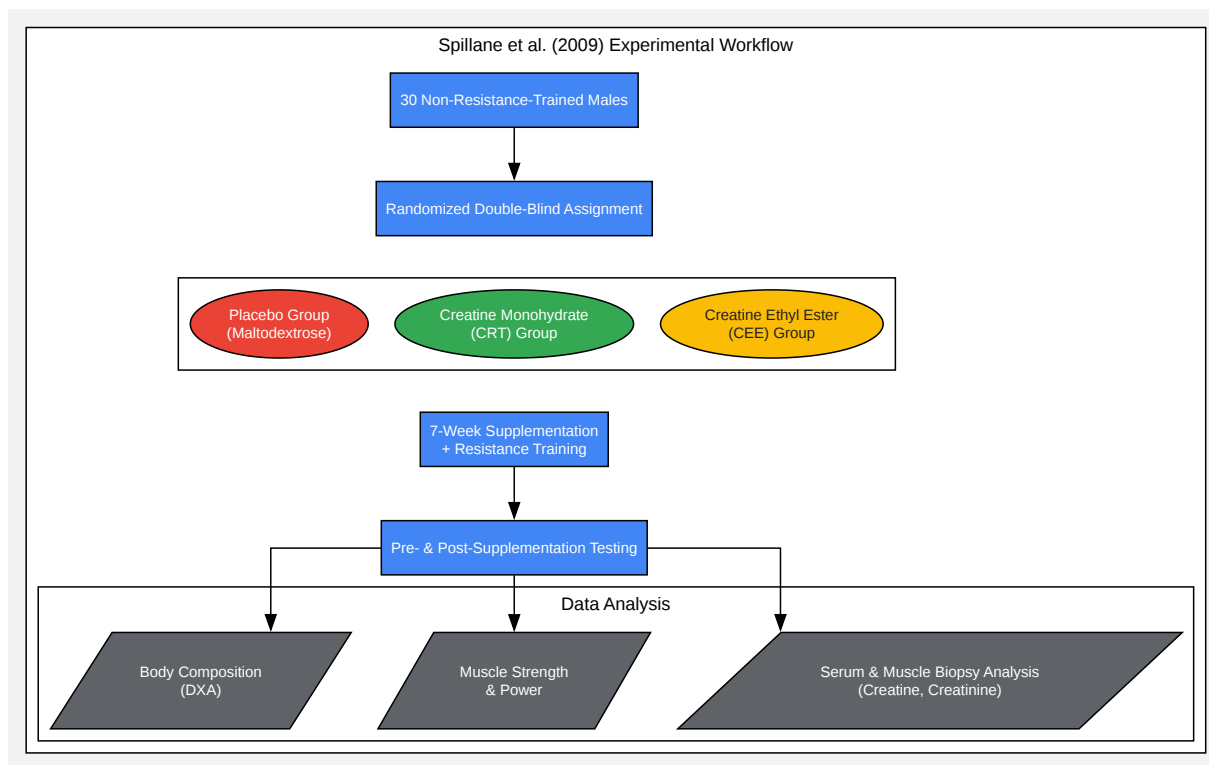 Spillane et al. (2009) Experimental Workflow
30 Non-Resistance-Trained Males
Randomized Double-Blind Assignment
Placebo Group
(Maltodextrose)
Creatine Monohydrate
(CRT) Group
Creatine Ethyl Ester
(CEE) Group
7-Week Supplementation
+ Resistance Training
Pre- & Post-Supplementation Testing
Data Analysis
Body Composition
(DXA)
Muscle Strength
& Power
Serum & Muscle Biopsy Analysis
(Creatine, Creatinine)